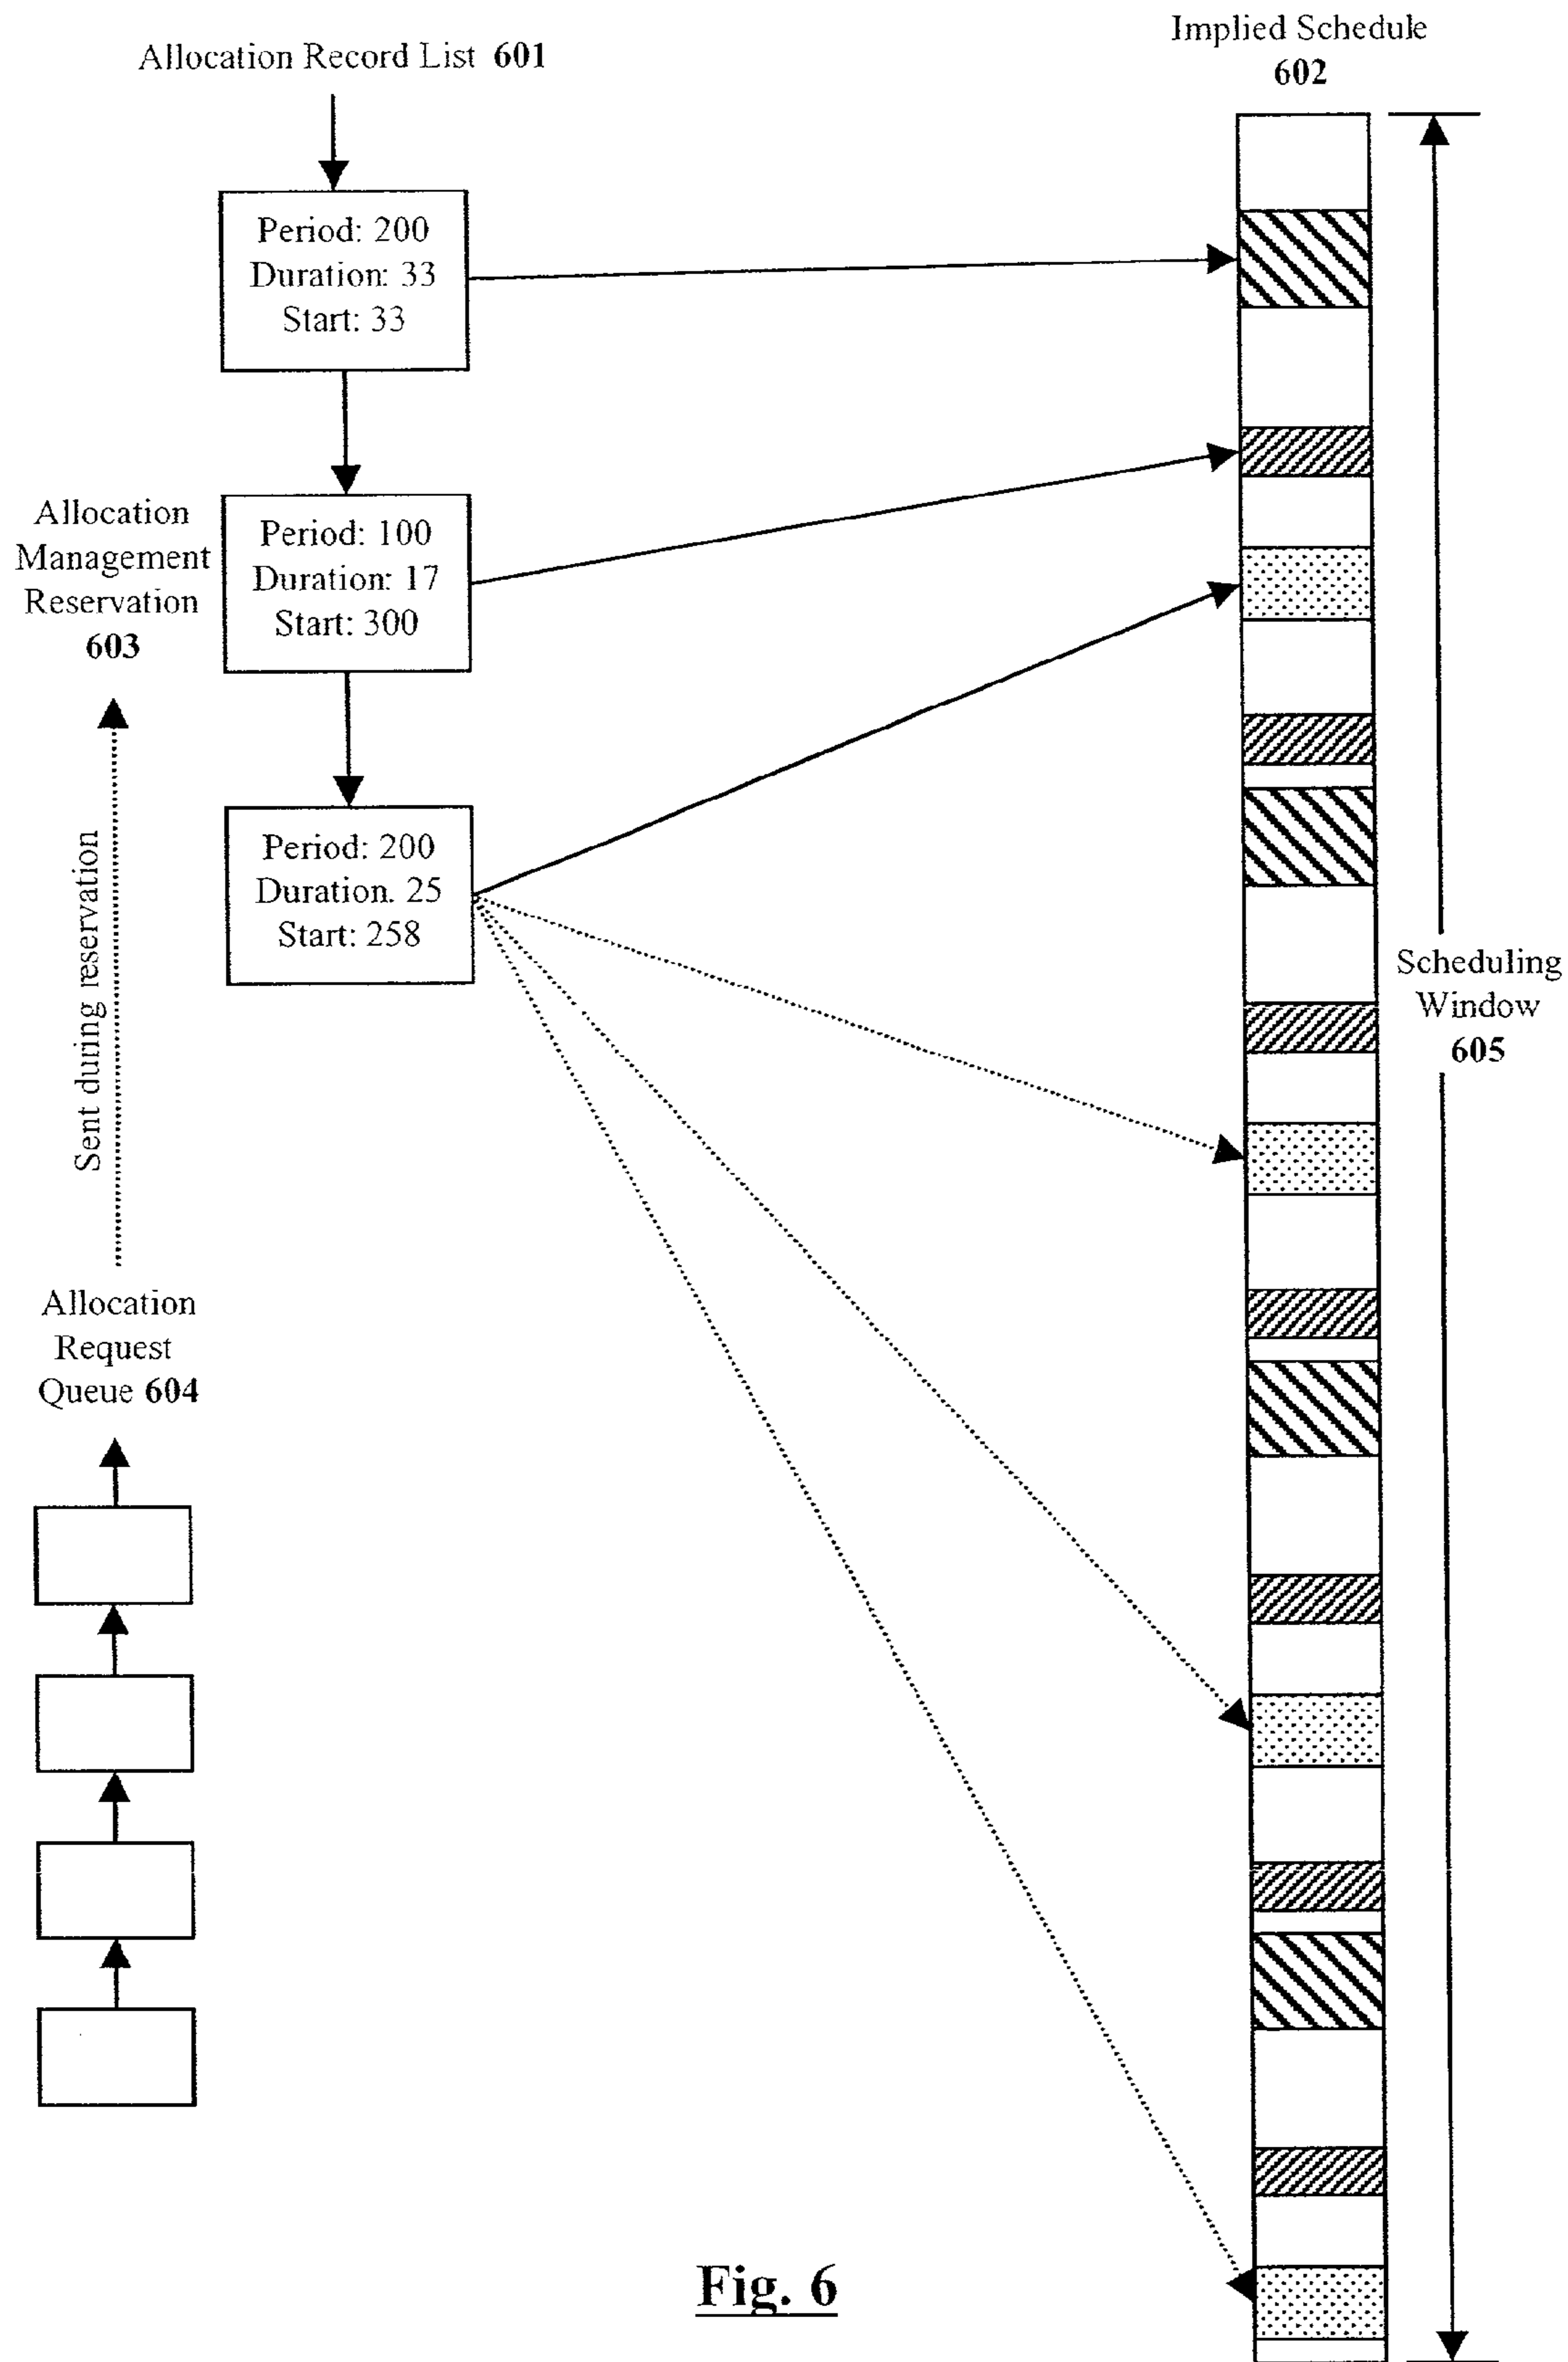 Allocation Record List 601
Implied Schedule
602
Period: 200
Duration: 33
Start: 33
Allocation
Management
Reservation
603
Period: 100
Duration: 17
Start: 300
Sent during reservation
Period: 200
Duration. 25
Start: 258
Scheduling
Window
605
Allocation
Request
Queue 604
Fig. 6